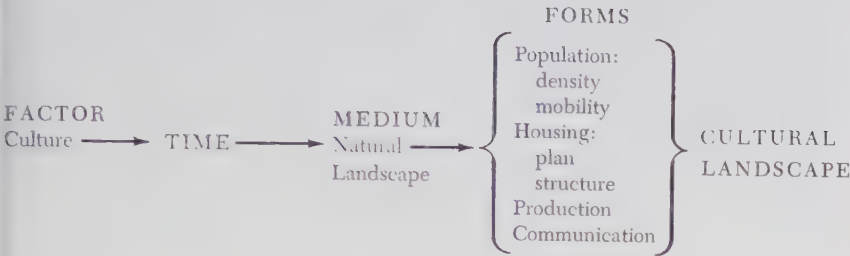 FORMS
Population:
density
mobility
Housing:
plan
structure
Production
Communication
FACTOR
Culture
TIME
MEDIUM
Natural
Landscape
CULTURAL
LANDSCAPE